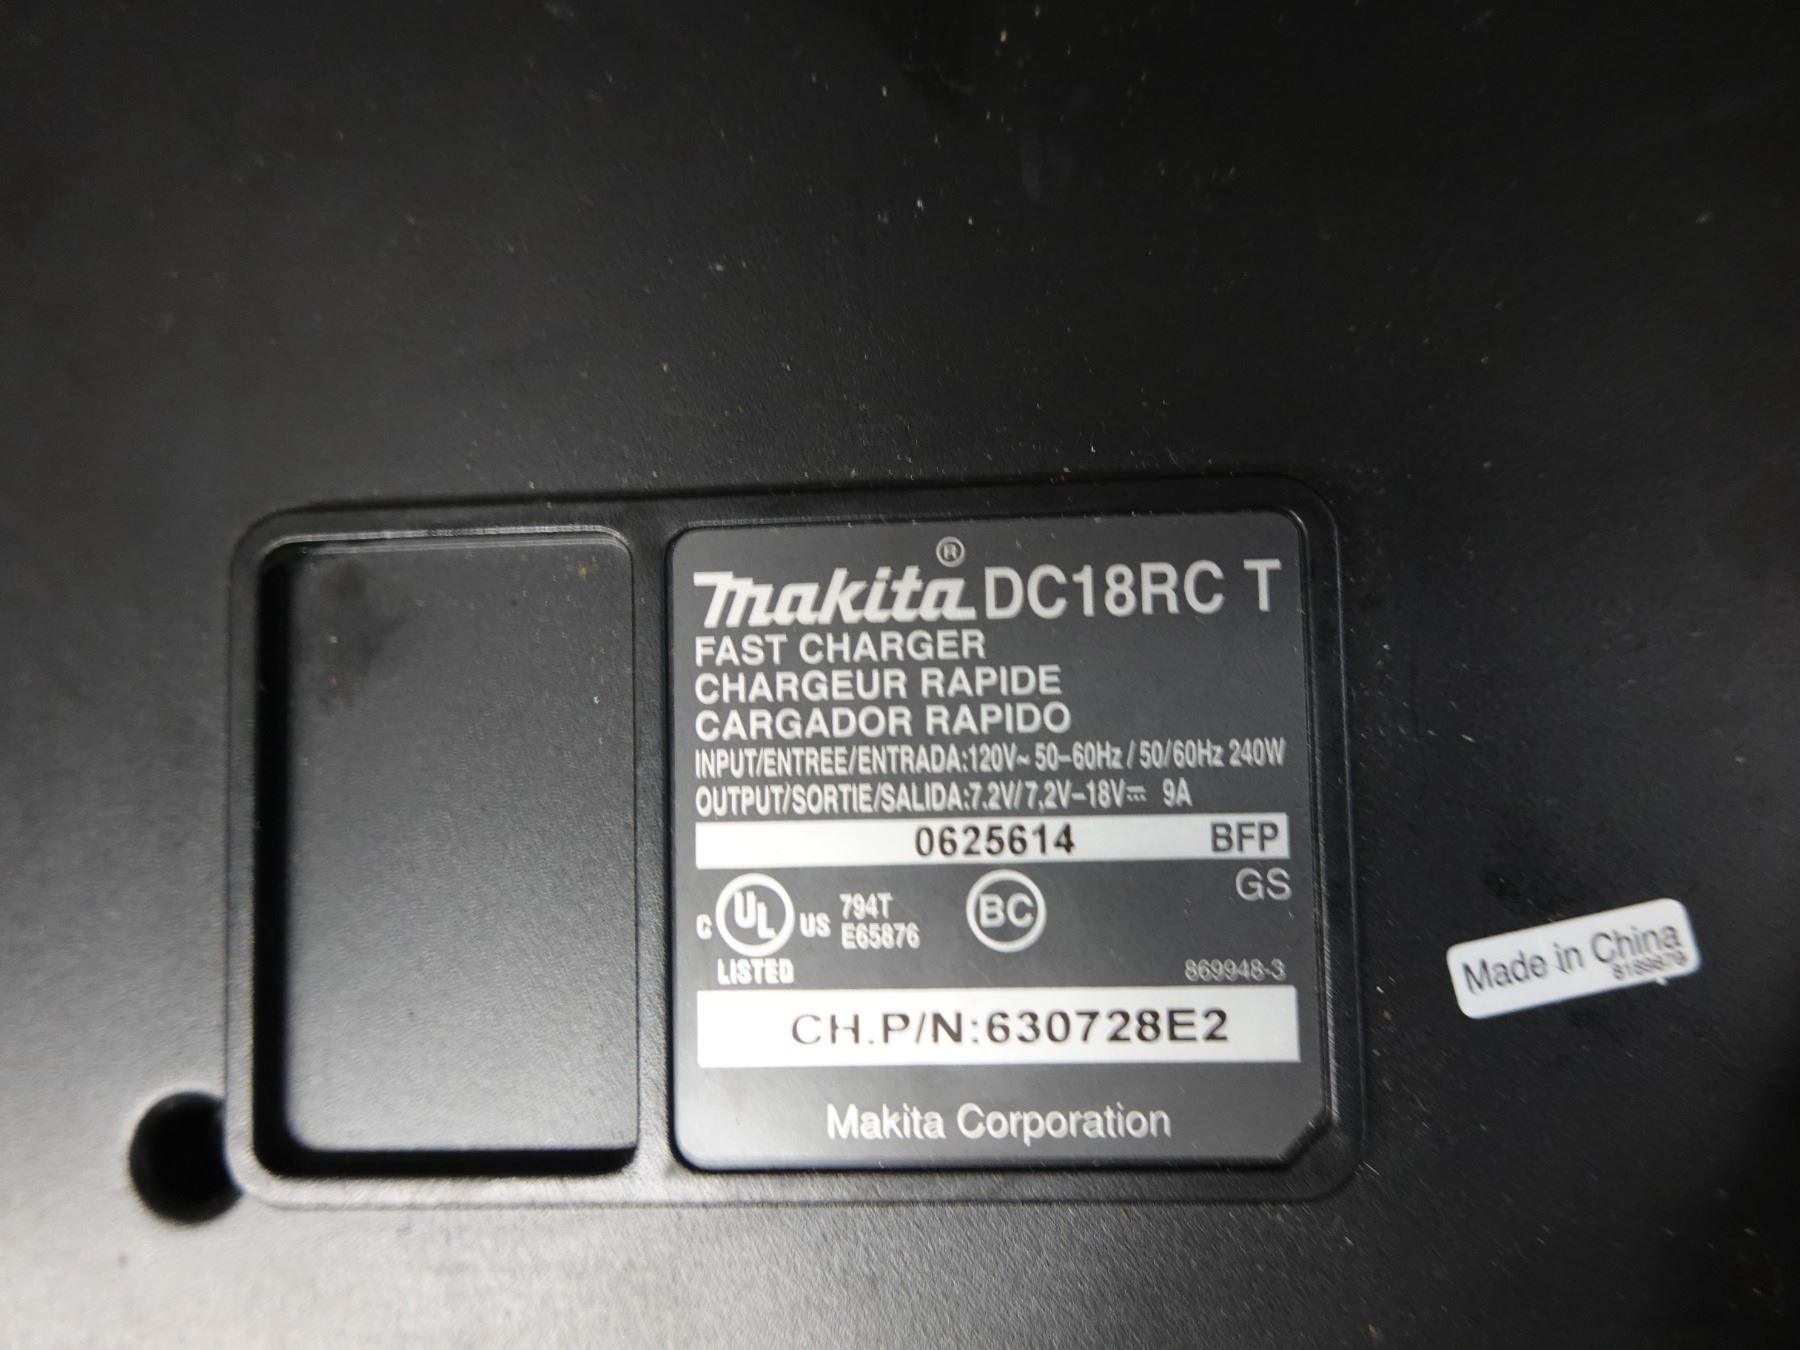 makita® DC18RC T
FAST CHARGER
CHARGEUR RAPIDE
CARGADOR RAPIDO
INPUT/ENTREE/ENTRADA:120V~ 50-60Hz / 50/60Hz 240W
OUTPUT/SORTIE/SALIDA:7.2V/7,2V-18V⎓ 9A
0625614 BFP
GS
C UL US 794T
E65876
BC
LISTED
869948-3
CH.P/N:630728E2
Makita Corporation
Made in China